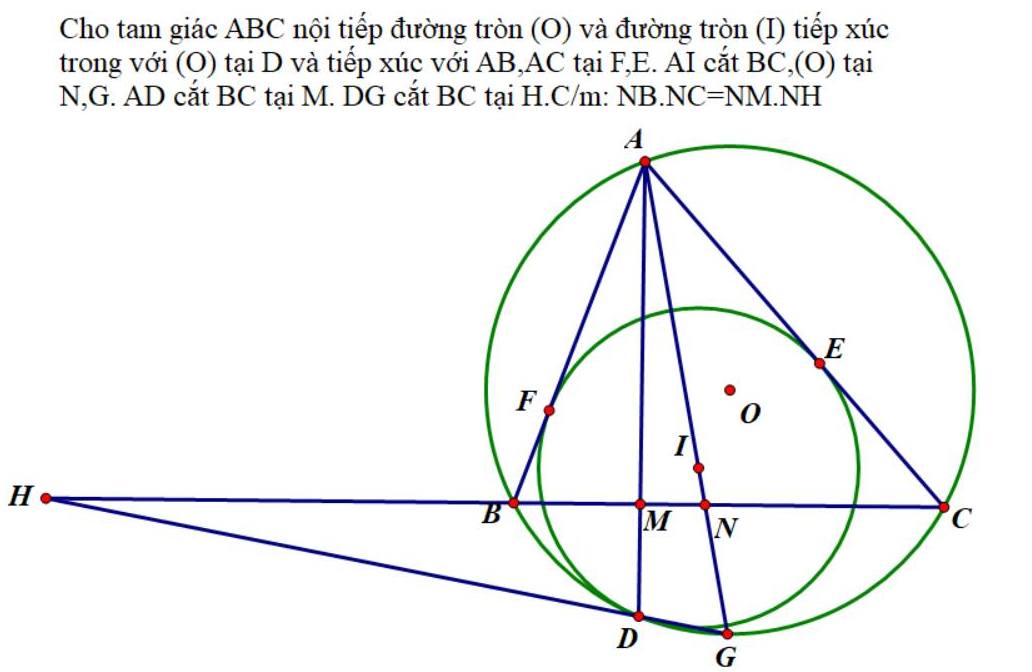 Cho tam giác ABC nội tiếp đường tròn (O) và đường tròn (I) tiếp xúc
trong với (O) tại D và tiếp xúc với AB,AC tại F,E. AI cắt BC,(O) tại
N,G. AD cắt BC tại M. DG cắt BC tại H.C/m: NB.NC=NM.NH
A
E
F
O
I
H
B
M
N
C
D
G